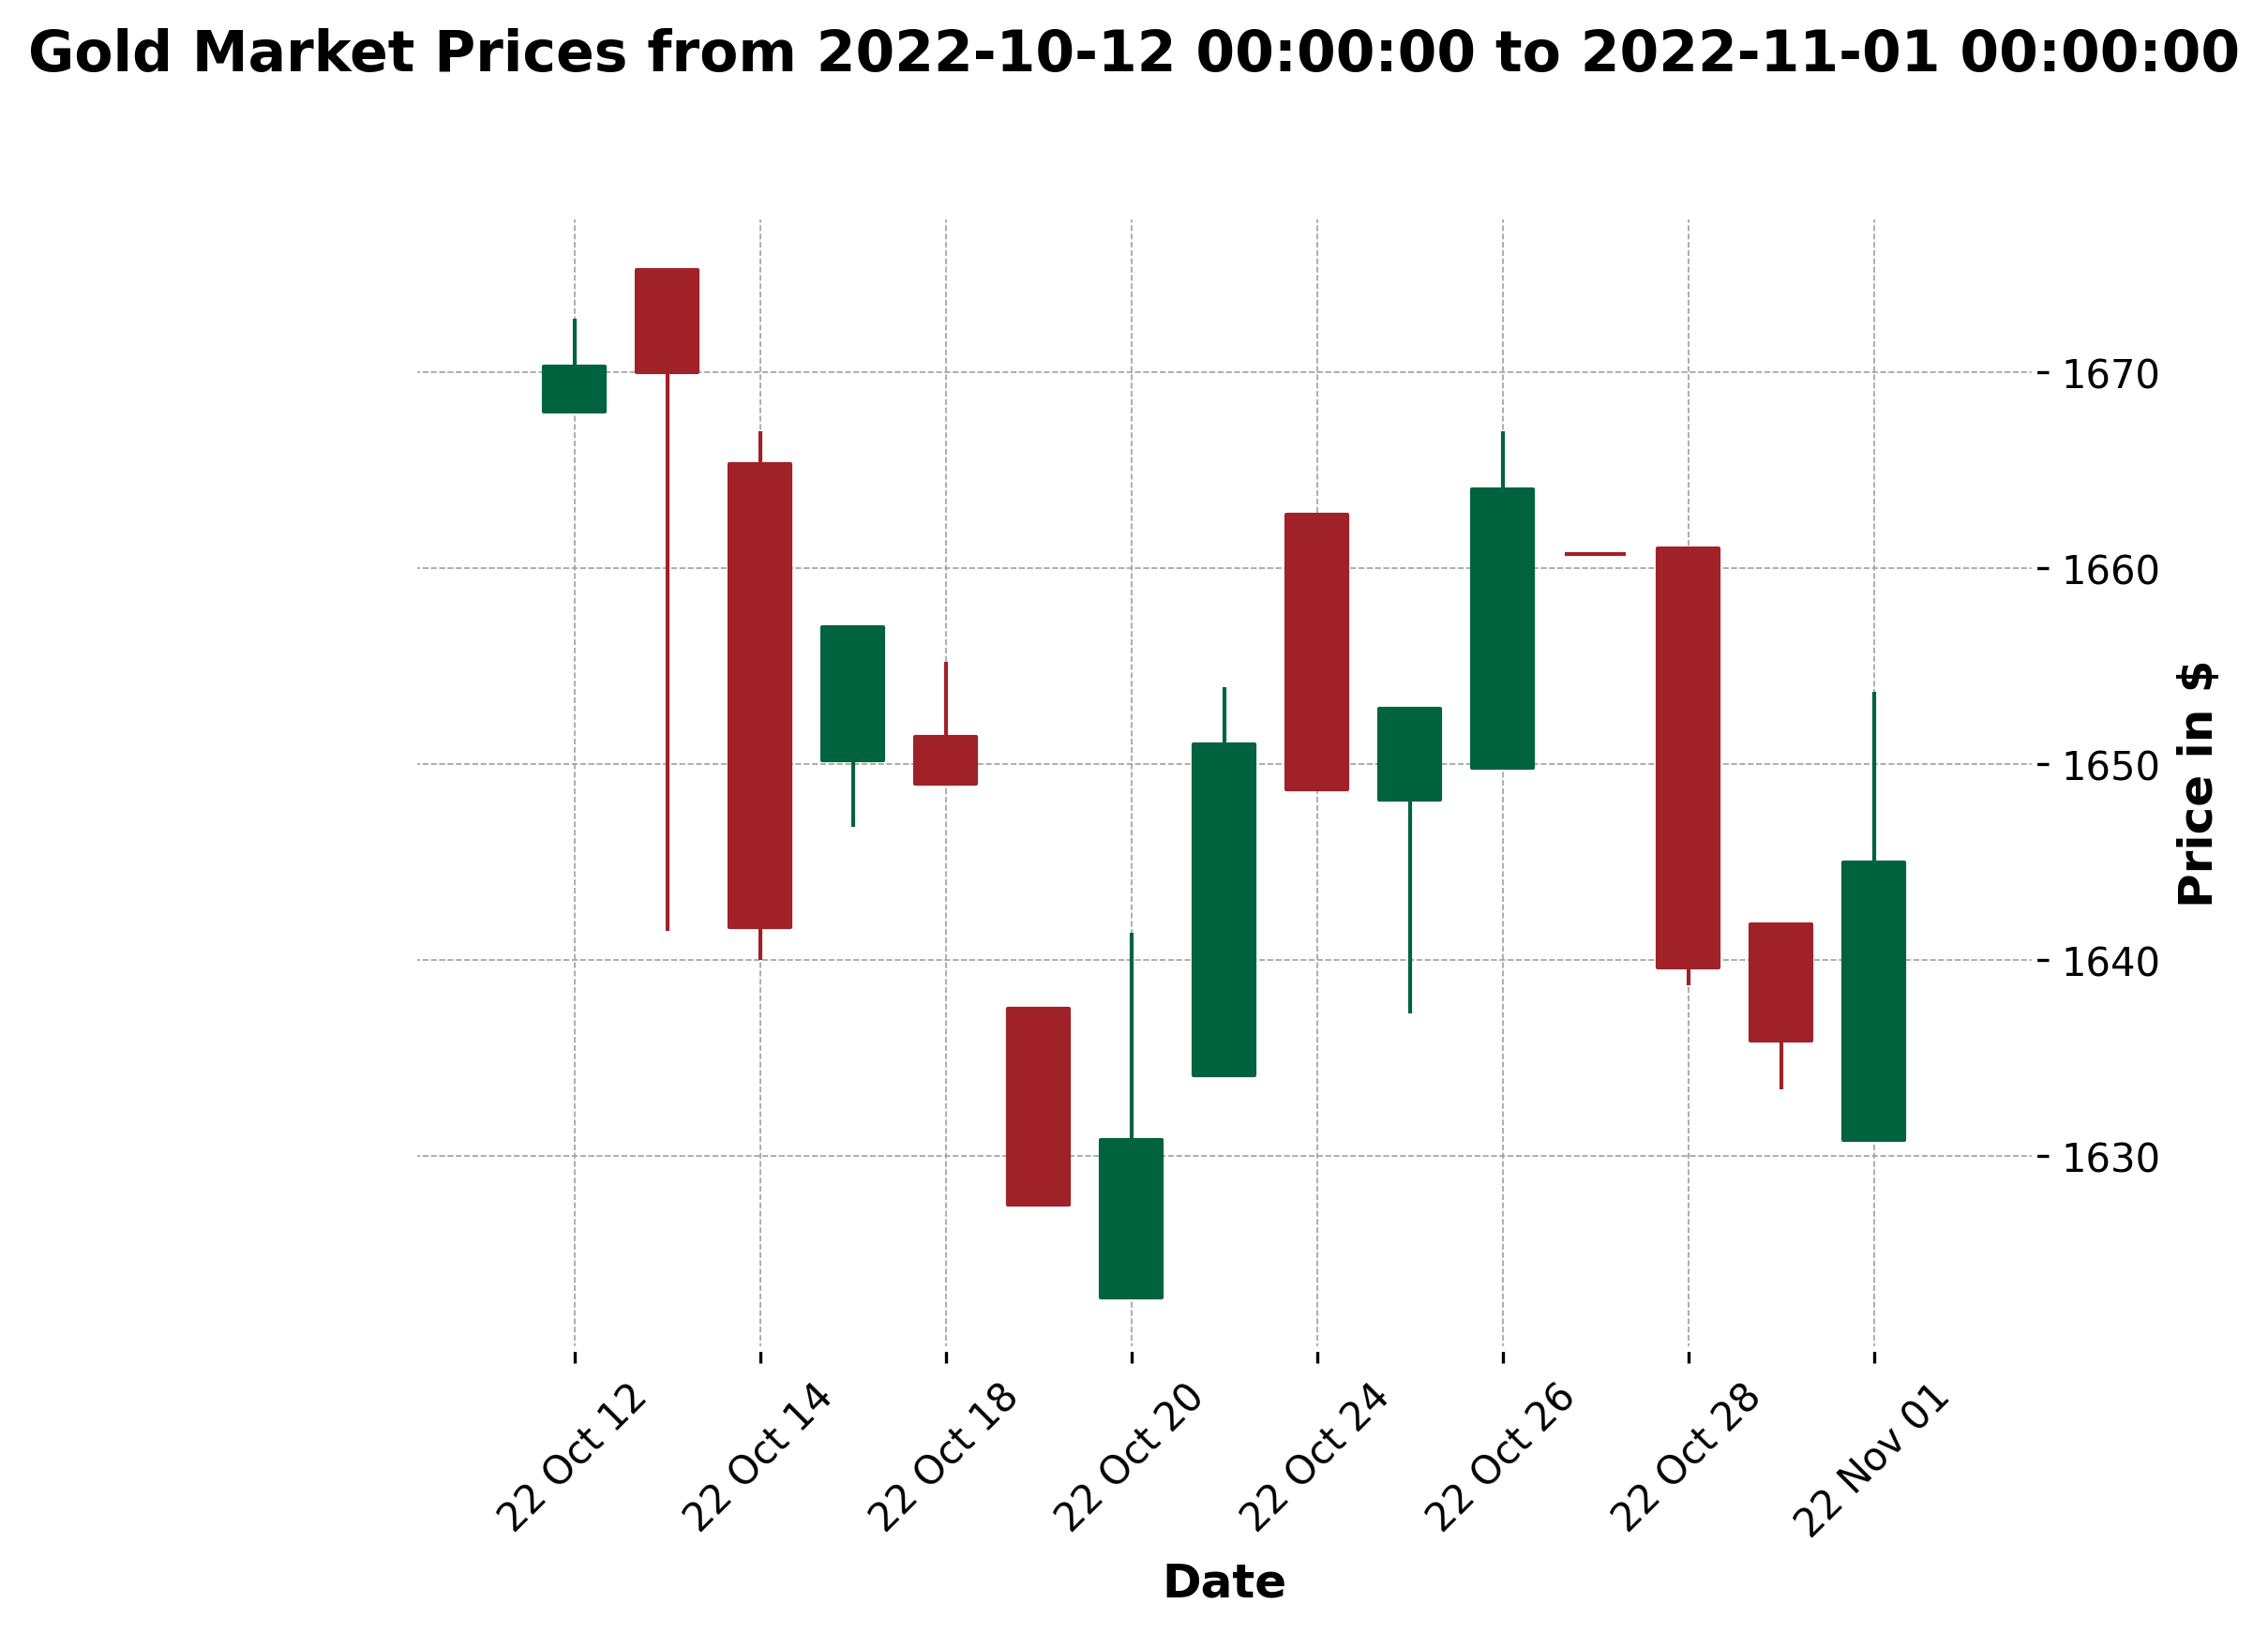 Gold Market Prices from 2022-10-12 00:00:00 to 2022-11-01 00:00:00
1670
1660
1650
1640
1630
Price in $
22 Oct 12
22 Oct 14
22 Oct 18
22 Oct 20
22 Oct 24
22 Oct 26
22 Oct 28
22 Nov 01
Date